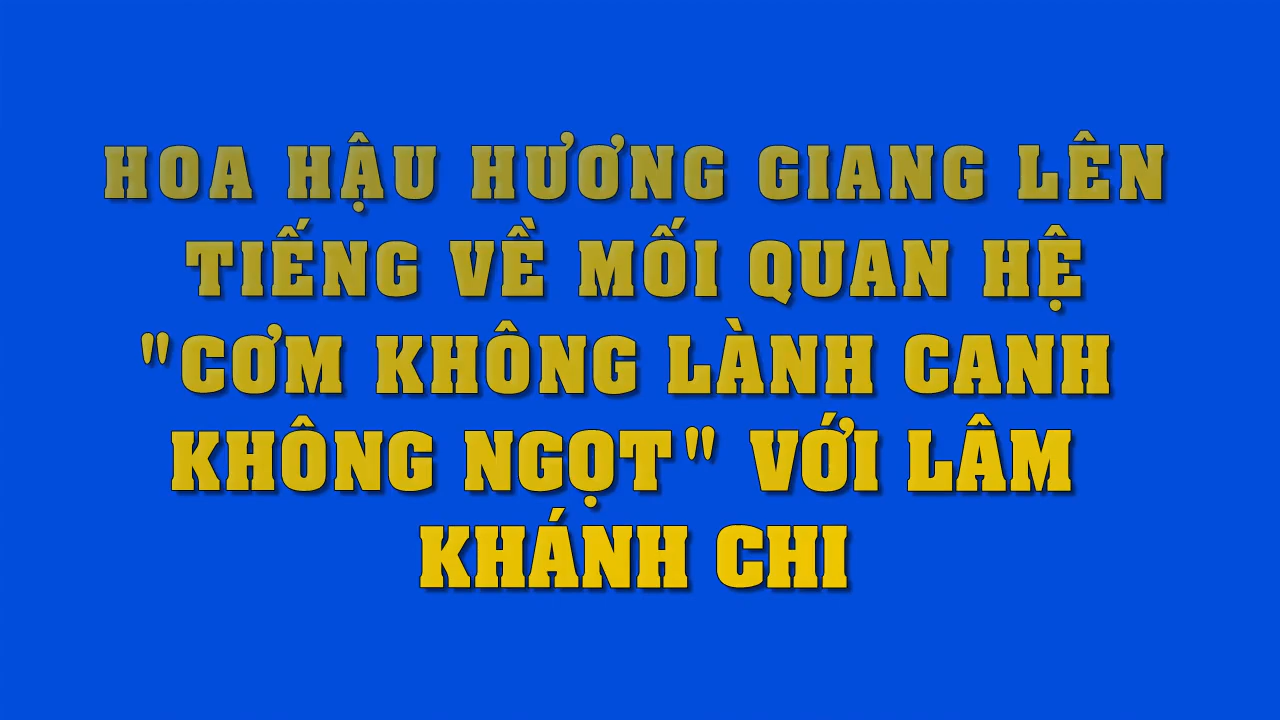 HOA HẬU HƯƠNG GIANG LÊN
TIẾNG VỀ MỐI QUAN HỆ
"CƠM KHÔNG LÀNH CANH
KHÔNG NGỌT" VỚI LÂM
KHÁNH CHI